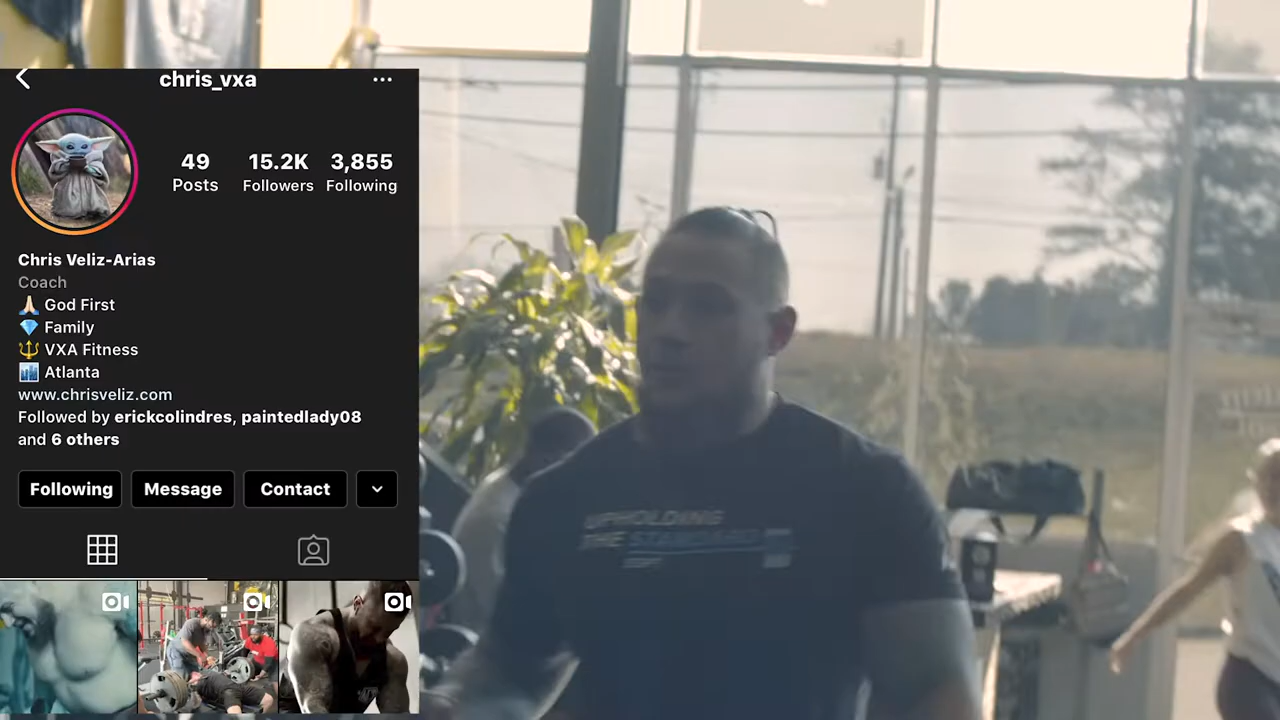 chris_vxa
49 15.2K 3,855
Posts Followers Following
Chris Veliz-Arias
Coach
🙏🏻 God First
💎 Family
🔱 VXA Fitness
🏙️ Atlanta
www.chrisveliz.com
Followed by erickcolindres, paintedlady08
and 6 others
Following Message Contact
UPHOLDING
THE STANDARD